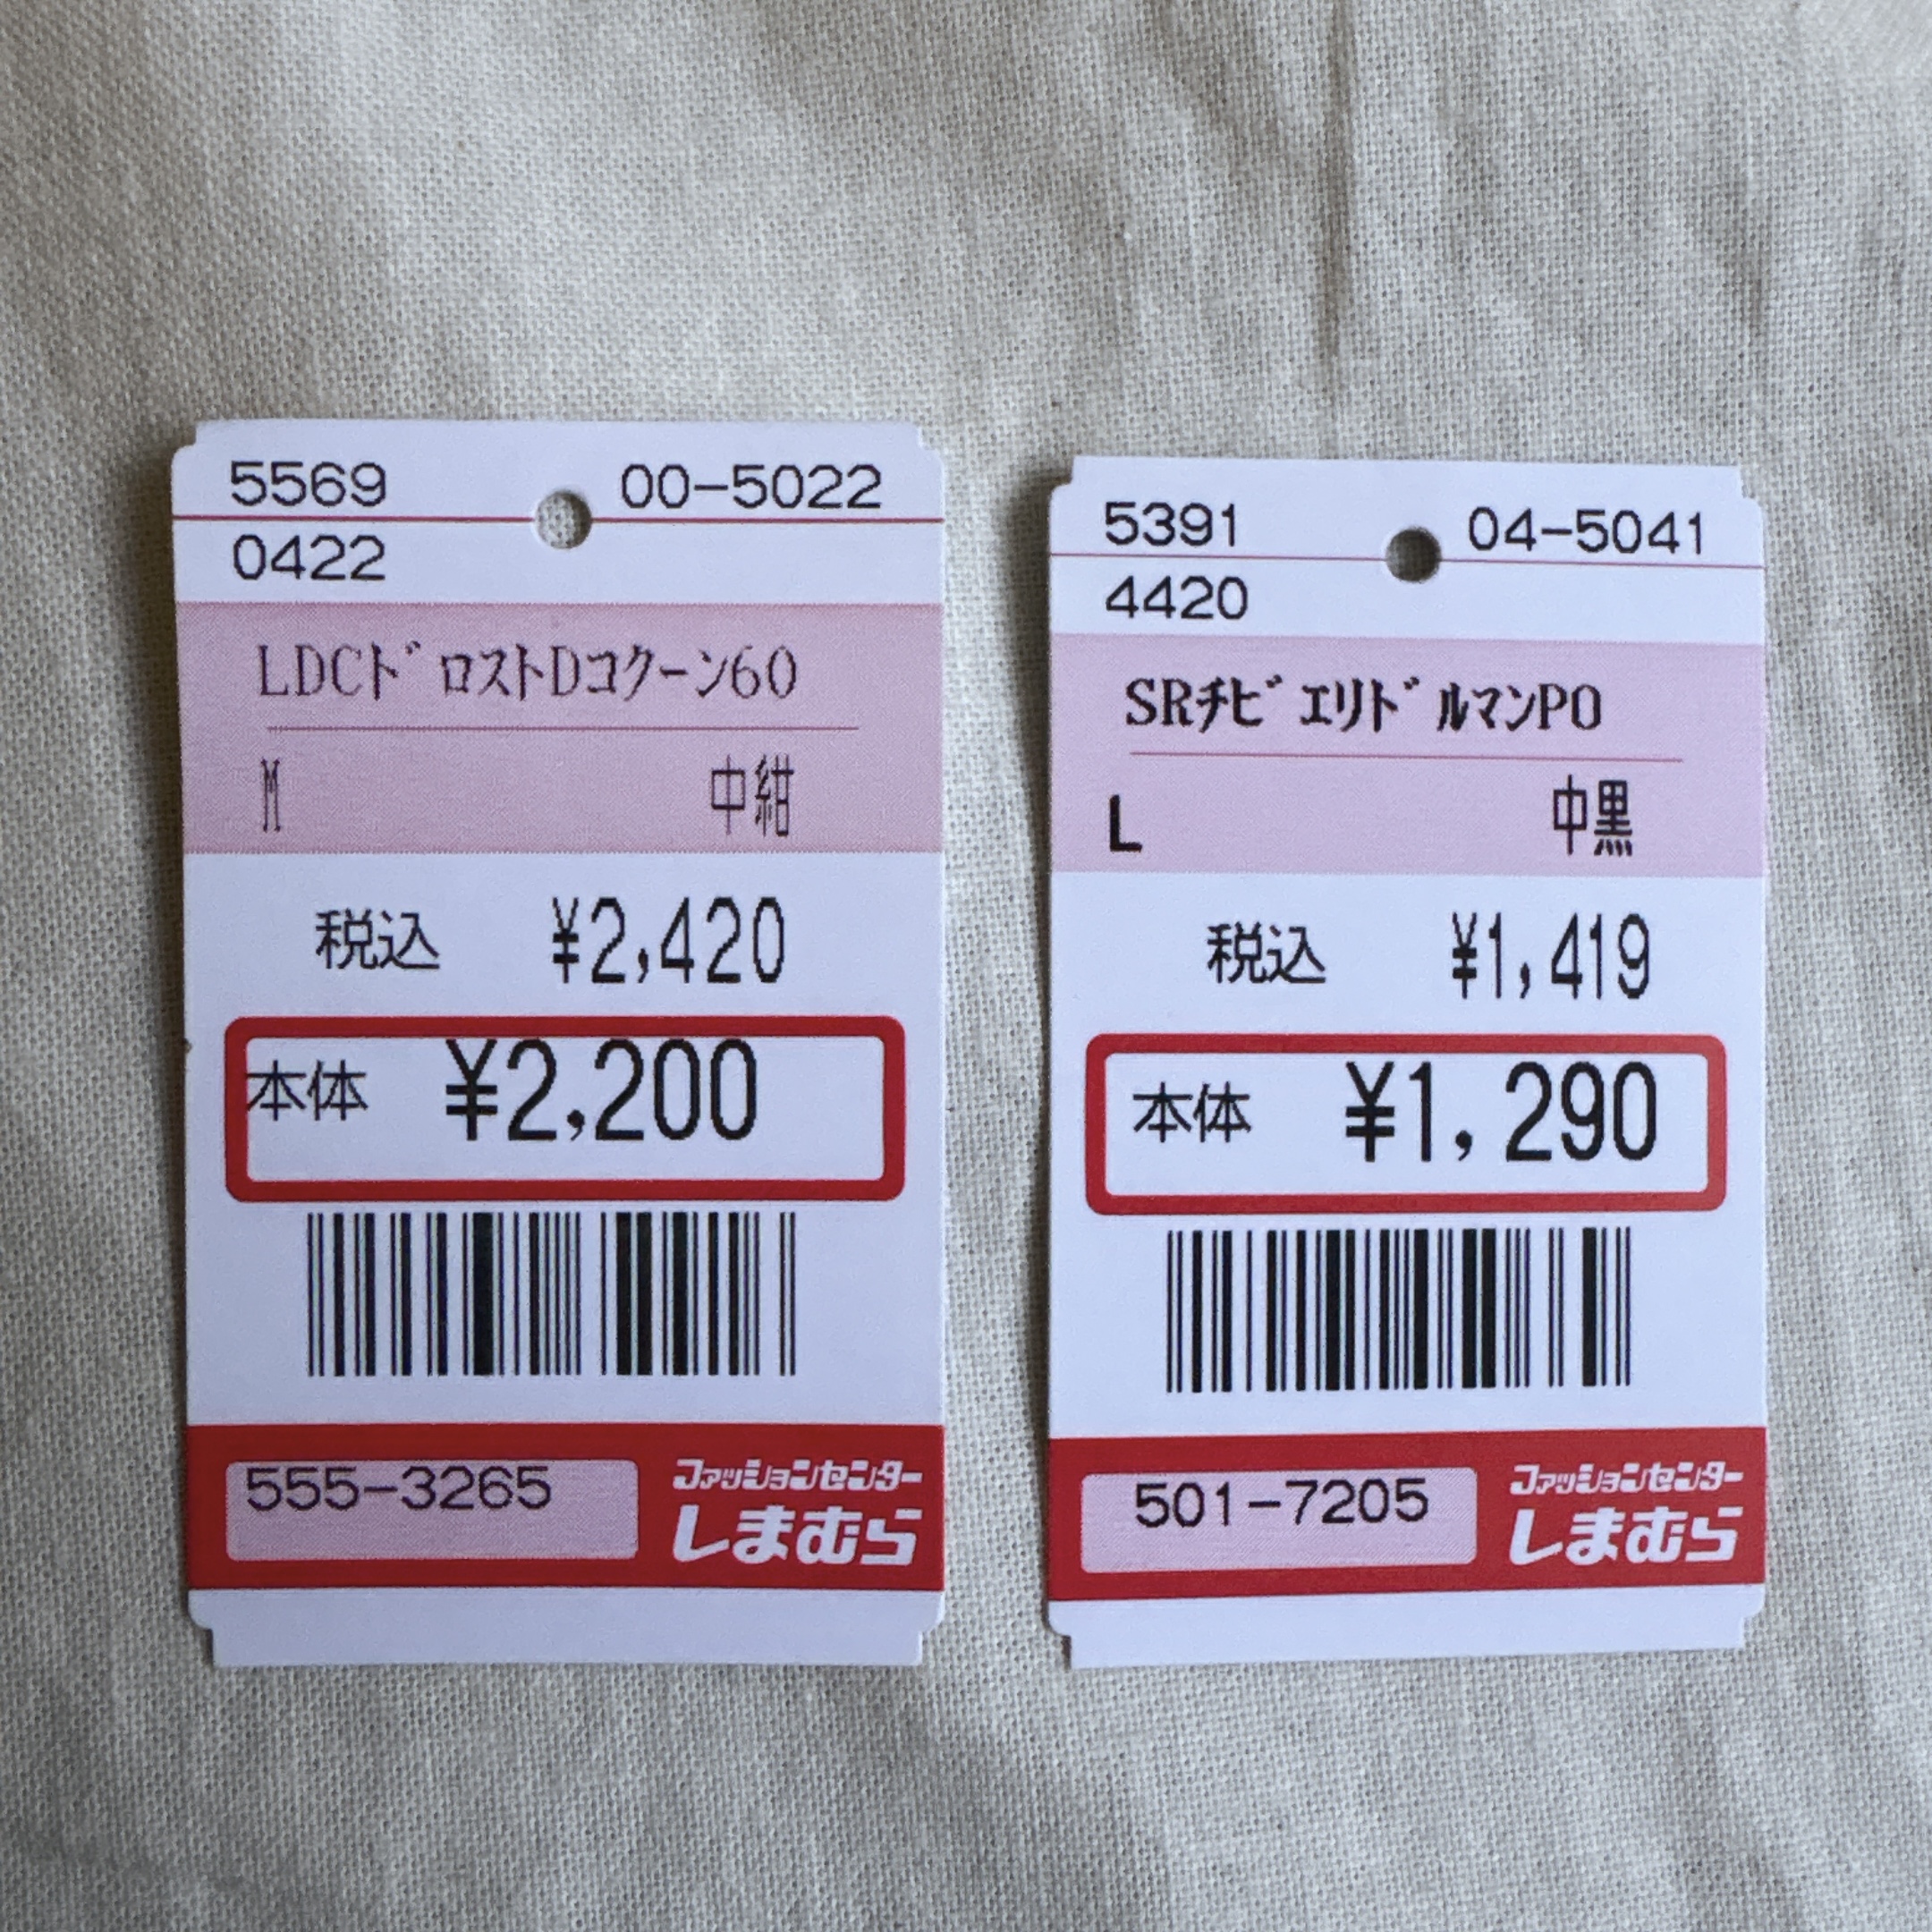 5569 00-5022
0422
LDCﾄﾞﾛｽﾄDｺｸｰﾝ60
M 中紺
税込 ¥2,420
本体 ¥2,200
555-3265
ファッションセンター
しまむら
5391 04-5041
4420
SRﾁﾋﾞｴﾘﾄﾞﾙﾏﾝPO
L 中黒
税込 ¥1,419
本体 ¥1,290
501-7205
ファッションセンター
しまむら